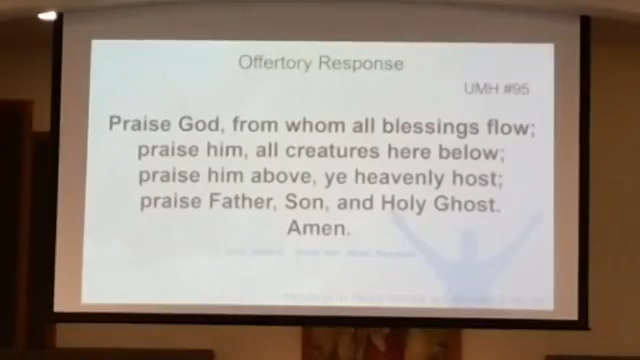 Offertory Response
UMH #95
Praise God, from whom all blessings flow;
praise him, all creatures here below;
praise him above, ye heavenly host;
praise Father, Son, and Holy Ghost.
Amen.